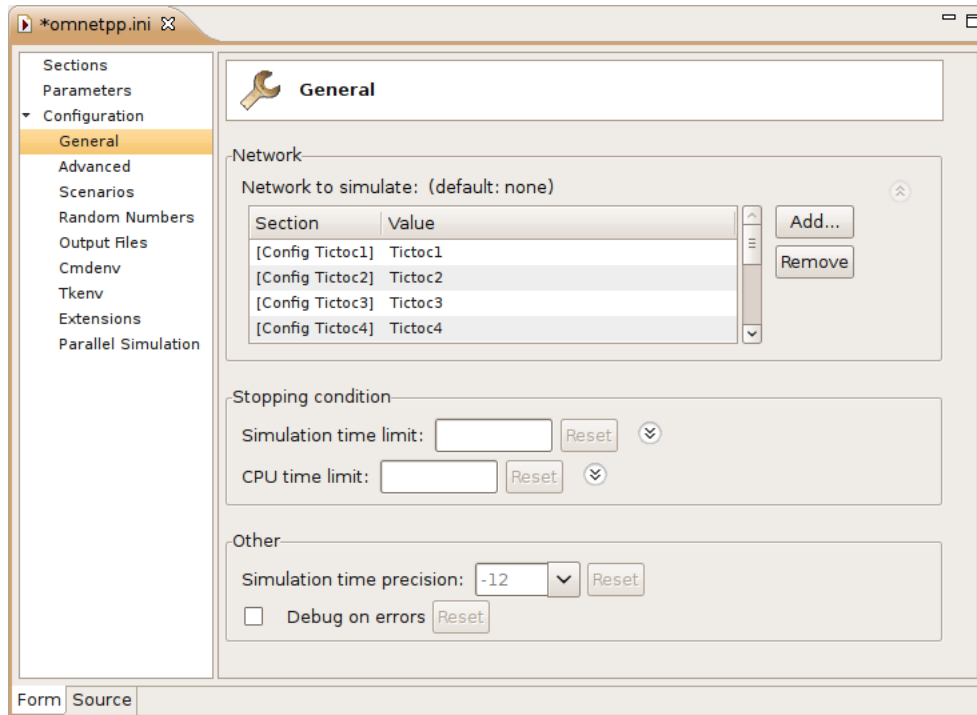 *omnetpp.ini
Sections
Parameters
Configuration
General
Advanced
Scenarios
Random Numbers
Output Files
Cmdenv
Tkenv
Extensions
Parallel Simulation
General
Network
Network to simulate: (default: none)
Section Value
[Config Tictoc1] Tictoc1
[Config Tictoc2] Tictoc2
[Config Tictoc3] Tictoc3
[Config Tictoc4] Tictoc4
Add...
Remove
Stopping condition
Simulation time limit: Reset
CPU time limit: Reset
Other
Simulation time precision: -12 Reset
Debug on errors Reset
Form Source